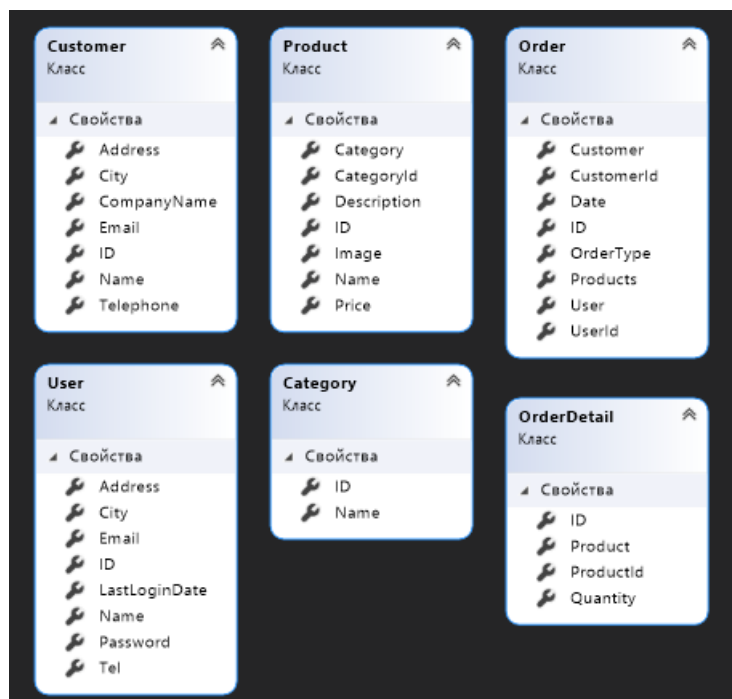 Customer
Класс
Свойства
Address
City
CompanyName
Email
ID
Name
Telephone
Product
Класс
Свойства
Category
CategoryId
Description
ID
Image
Name
Price
Order
Класс
Свойства
Customer
CustomerId
Date
ID
OrderType
Products
User
UserId
User
Класс
Свойства
Address
City
Email
ID
LastLoginDate
Name
Password
Tel
Category
Класс
Свойства
ID
Name
OrderDetail
Класс
Свойства
ID
Product
ProductId
Quantity